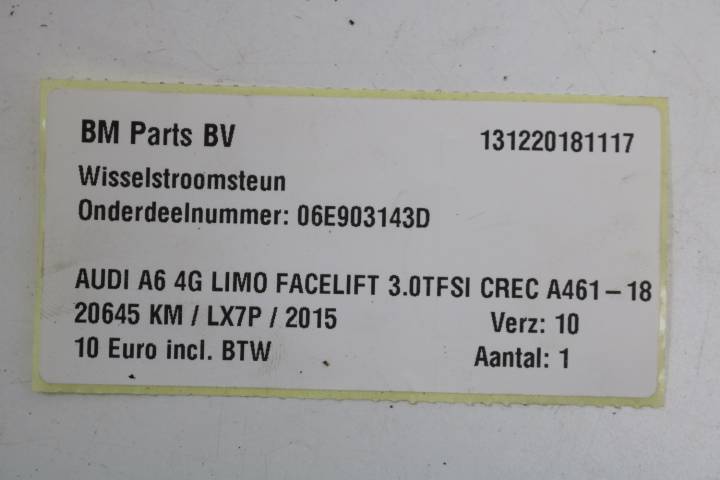 BM Parts BV 131220181117
Wisselstroomsteun
Onderdeelnummer: 06E903143D
AUDI A6 4G LIMO FACELIFT 3.0TFSI CREC A461-18
20645 KM / LX7P / 2015 Verz: 10
10 Euro incl. BTW Aantal: 1